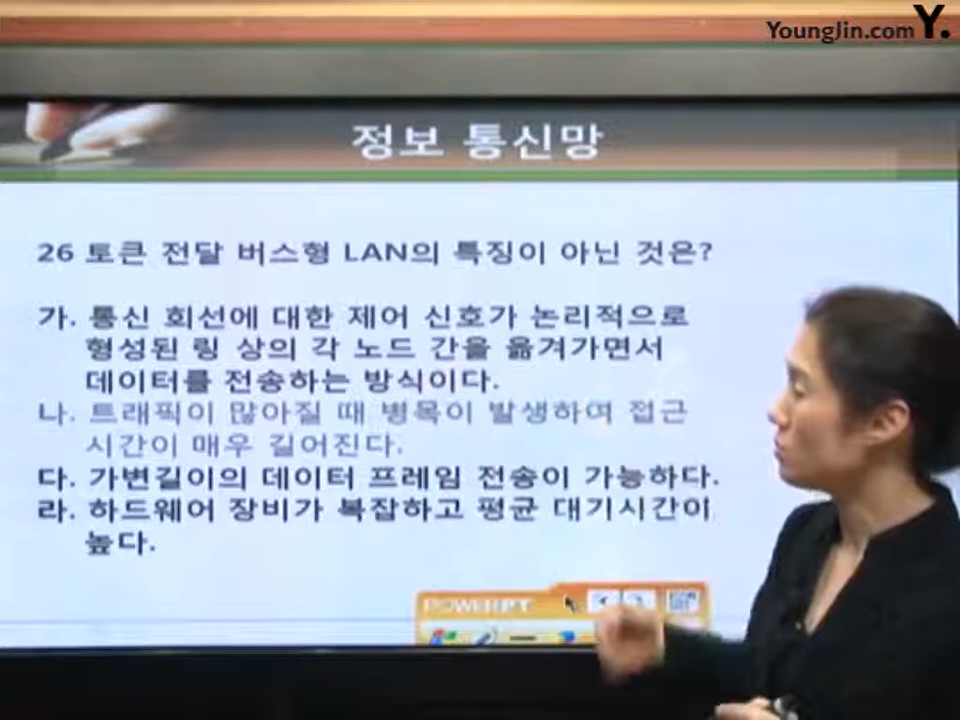 YoungJin.com Y.
정보 통신망
26 토큰 전달 버스형 LAN의 특징이 아닌 것은?
가. 통신 회선에 대한 제어 신호가 논리적으로
형성된 링 상의 각 노드 간을 옮겨가면서
데이터를 전송하는 방식이다.
나. 트래픽이 많아질 때 병목이 발생하여 접근
시간이 매우 길어진다.
다. 가변길이의 데이터 프레임 전송이 가능하다.
라. 하드웨어 장비가 복잡하고 평균 대기시간이
높다.
POWERPT